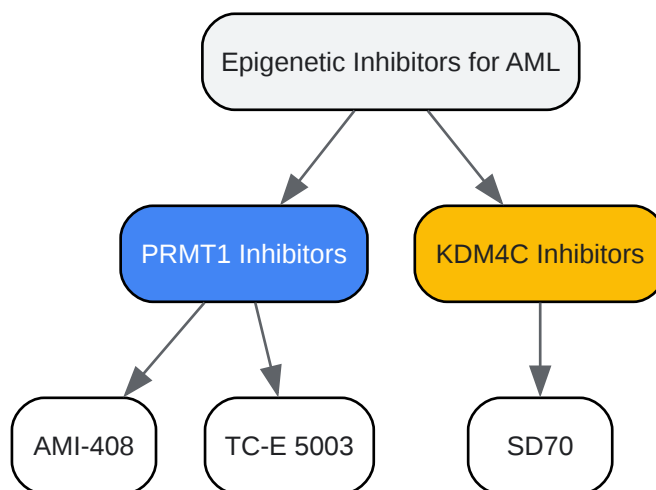 Epigenetic Inhibitors for AML
PRMT1 Inhibitors
KDM4C Inhibitors
AMI-408
TC-E 5003
SD70